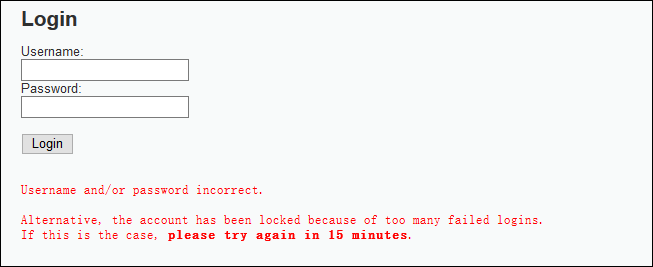 Login
Username:
Password:
Login
Username and/or password incorrect.
Alternative, the account has been locked because of too many failed logins.
If this is the case, please try again in 15 minutes.